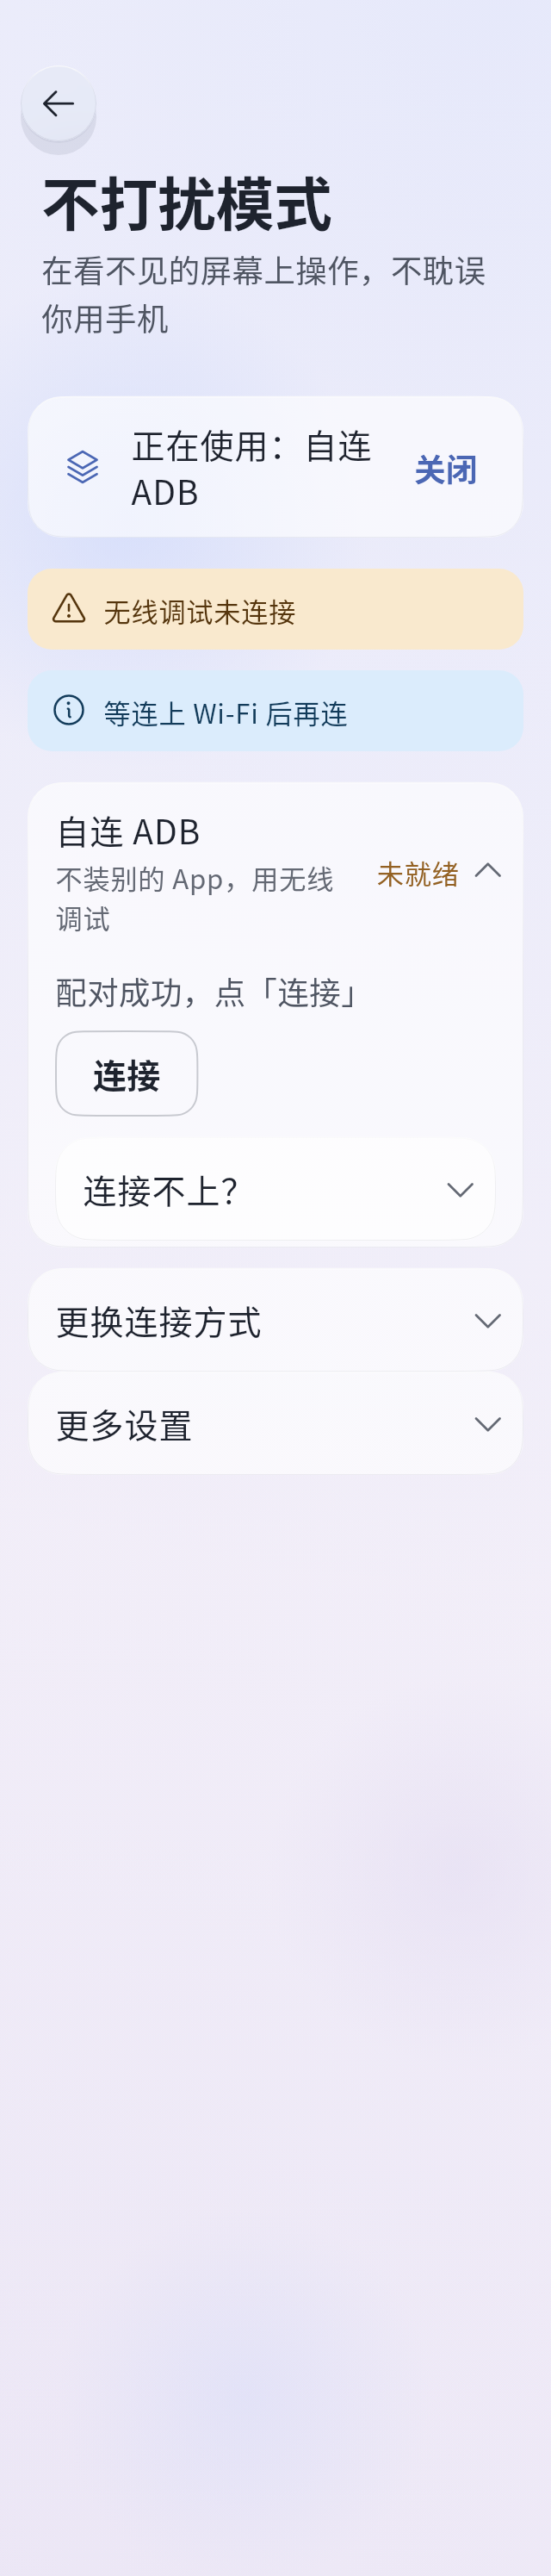 不打扰模式
在看不见的屏幕上操作，不耽误
你用手机
正在使用：自连
ADB
关闭
无线调试未连接
等连上 Wi-Fi 后再连
自连 ADB
不装别的 App，用无线
调试
未就绪
配对成功，点「连接」
连接
连接不上？
更换连接方式
更多设置